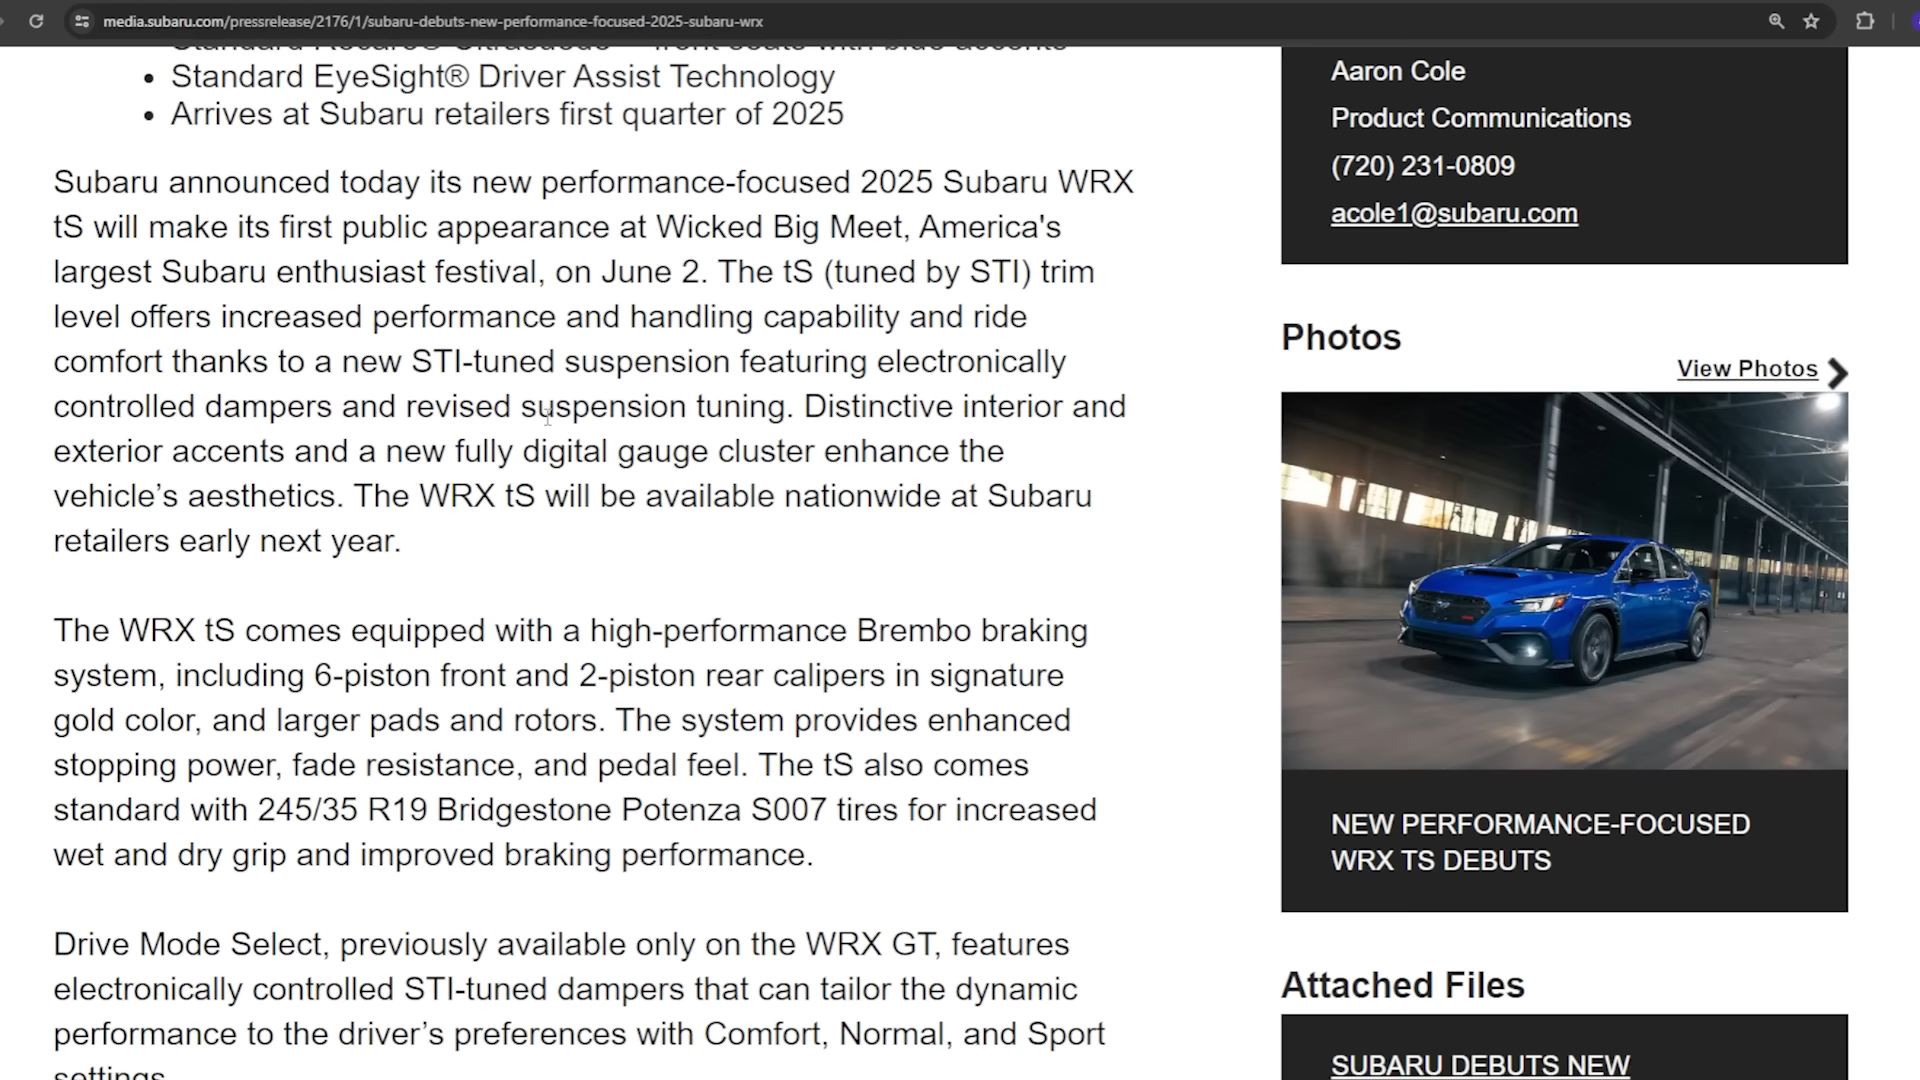 media.subaru.com/pressrelease/2176/1/subaru-debuts-new-performance-focused-2025-subaru-wrx
• Standard EyeSight® Driver Assist Technology
• Arrives at Subaru retailers first quarter of 2025
Subaru announced today its new performance-focused 2025 Subaru WRX
tS will make its first public appearance at Wicked Big Meet, America's
largest Subaru enthusiast festival, on June 2. The tS (tuned by STI) trim
level offers increased performance and handling capability and ride
comfort thanks to a new STI-tuned suspension featuring electronically
controlled dampers and revised suspension tuning. Distinctive interior and
exterior accents and a new fully digital gauge cluster enhance the
vehicle’s aesthetics. The WRX tS will be available nationwide at Subaru
retailers early next year.
The WRX tS comes equipped with a high-performance Brembo braking
system, including 6-piston front and 2-piston rear calipers in signature
gold color, and larger pads and rotors. The system provides enhanced
stopping power, fade resistance, and pedal feel. The tS also comes
standard with 245/35 R19 Bridgestone Potenza S007 tires for increased
wet and dry grip and improved braking performance.
Drive Mode Select, previously available only on the WRX GT, features
electronically controlled STI-tuned dampers that can tailor the dynamic
performance to the driver’s preferences with Comfort, Normal, and Sport
settings.
Aaron Cole
Product Communications
(720) 231-0809
acole1@subaru.com
Photos
View Photos
NEW PERFORMANCE-FOCUSED
WRX TS DEBUTS
Attached Files
SUBARU DEBUTS NEW